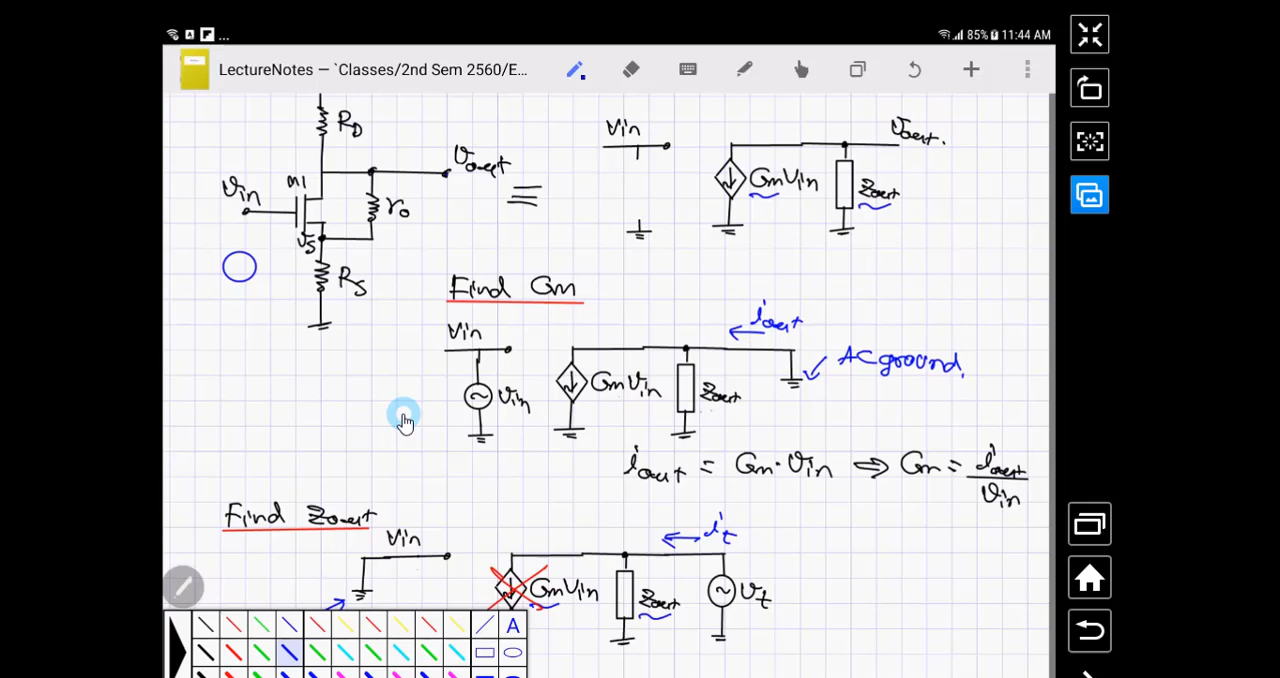 ... 85% 11:44 AM
LectureNotes — `Classes/2nd Sem 2560/E...
RD
Vin
M1
Vout
ro
VS
RS
Vin
GmVin
Zout
Vout.
Find Gm
Vin
Vin
GmVin
Zout
iout
AC ground.
iout = Gm·Vin ⇒ Gm = iout / Vin
Find Zout
Vin
GmVin
Zout
it
Vt
A